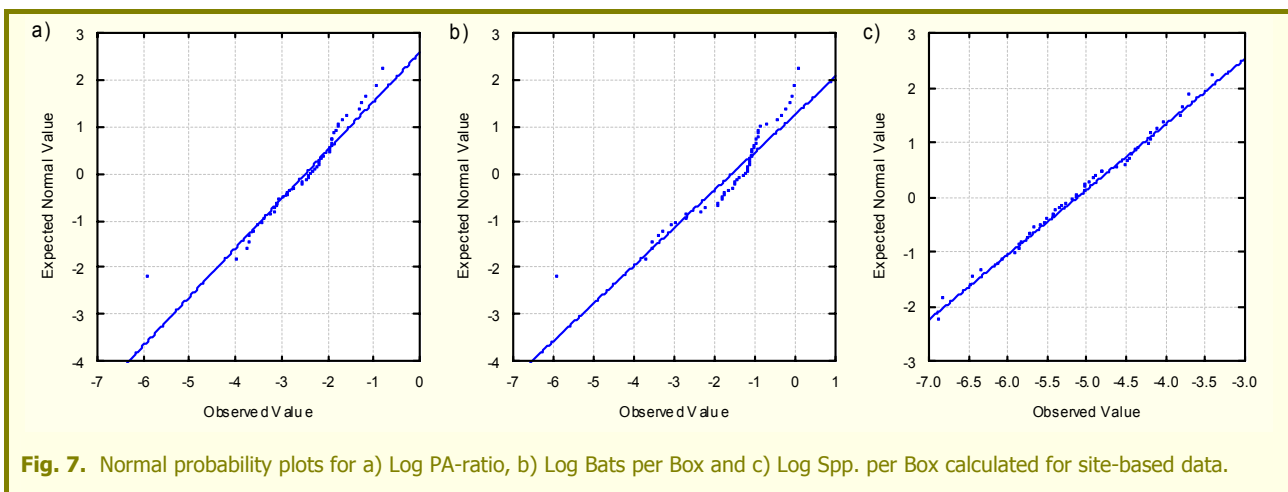 a)
3
2
1
0
-1
-2
-3
-4
Expected Normal Value
-7 -6 -5 -4 -3 -2 -1 0
Observed Value
b)
3
2
1
0
-1
-2
-3
-4
Expected Normal Value
-7 -6 -5 -4 -3 -2 -1 0 1
Observed Value
c)
3
2
1
0
-1
-2
-3
Expected Normal Value
-7.0 -6.5 -6.0 -5.5 -5.0 -4.5 -4.0 -3.5 -3.0
Observed Value
Fig. 7. Normal probability plots for a) Log PA-ratio, b) Log Bats per Box and c) Log Spp. per Box calculated for site-based data.